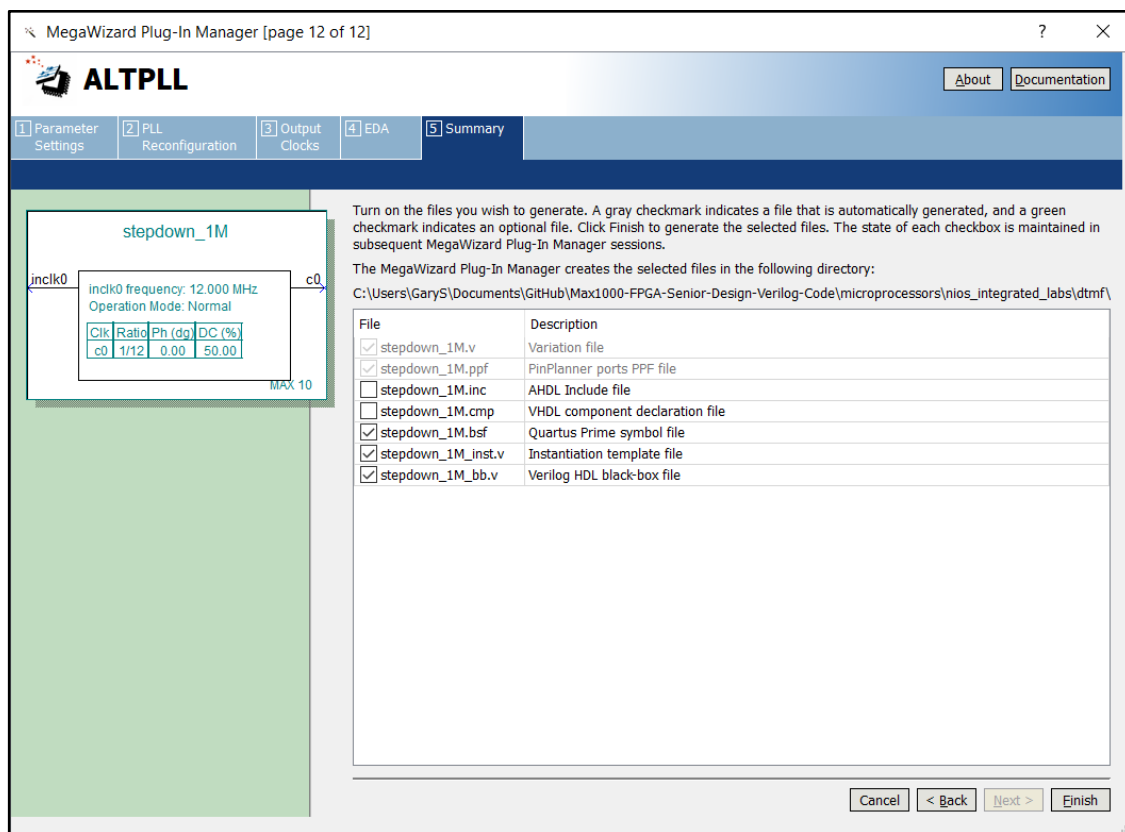 MegaWizard Plug-In Manager [page 12 of 12]
?
ALTPLL
About
Documentation
1 Parameter Settings
2 PLL Reconfiguration
3 Output Clocks
4 EDA
5 Summary
stepdown_1M
inclk0
c0
inclk0 frequency: 12.000 MHz
Operation Mode: Normal
Clk Ratio Ph (dg) DC (%)
c0 1/12 0.00 50.00
MAX 10
Turn on the files you wish to generate. A gray checkmark indicates a file that is automatically generated, and a green
checkmark indicates an optional file. Click Finish to generate the selected files. The state of each checkbox is maintained in
subsequent MegaWizard Plug-In Manager sessions.
The MegaWizard Plug-In Manager creates the selected files in the following directory:
C:\Users\GaryS\Documents\GitHub\Max1000-FPGA-Senior-Design-Verilog-Code\microprocessors\nios_integrated_labs\dtmf\
File Description
stepdown_1M.v Variation file
stepdown_1M.ppf PinPlanner ports PPF file
stepdown_1M.inc AHDL Include file
stepdown_1M.cmp VHDL component declaration file
stepdown_1M.bsf Quartus Prime symbol file
stepdown_1M_inst.v Instantiation template file
stepdown_1M_bb.v Verilog HDL black-box file
Cancel
< Back
Next >
Finish